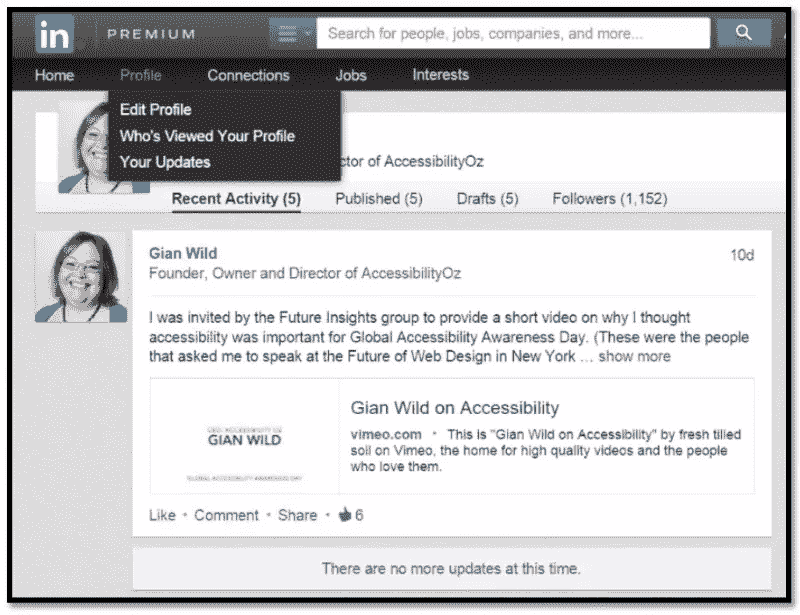 in PREMIUM Search for people, jobs, companies, and more...
Home Profile Connections Jobs Interests
Edit Profile
Who's Viewed Your Profile
Your Updates
ctor of AccessibilityOz
Recent Activity (5) Published (5) Drafts (5) Followers (1,152)
Gian Wild 10d
Founder, Owner and Director of AccessibilityOz
I was invited by the Future Insights group to provide a short video on why I thought
accessibility was important for Global Accessibility Awareness Day. (These were the people
that asked me to speak at the Future of Web Design in New York ... show more
Gian Wild on Accessibility
vimeo.com • This is "Gian Wild on Accessibility" by fresh tilled
soil on Vimeo, the home for high quality videos and the people
who love them.
GIAN WILD
GLOBAL ACCESSIBILITY AWARENESS DAY
Like • Comment • Share • 6
There are no more updates at this time.